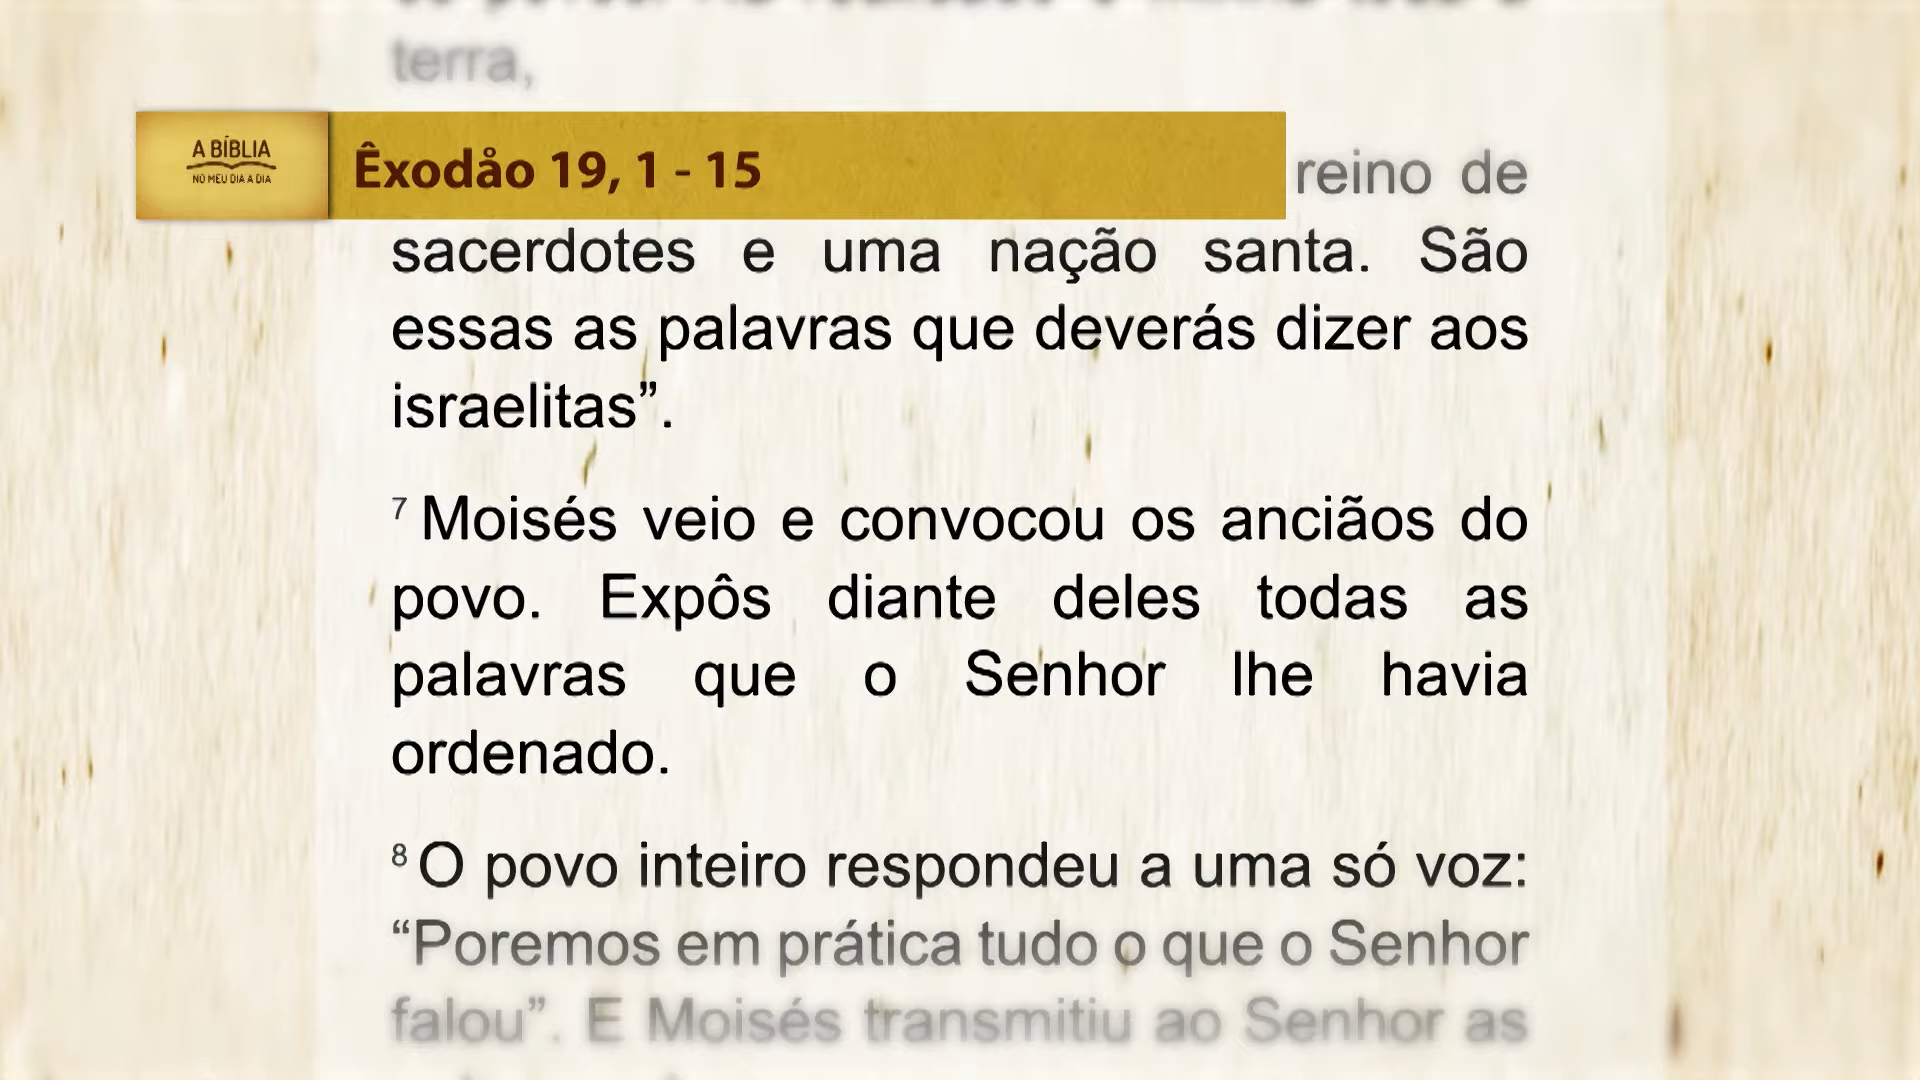 terra,
A BÍBLIA
NO MEU DIA A DIA
Êxodåo 19, 1 - 15
reino de
sacerdotes e uma nação santa. São
essas as palavras que deverás dizer aos
israelitas”.
7 Moisés veio e convocou os anciãos do
povo. Expôs diante deles todas as
palavras que o Senhor lhe havia
ordenado.
8 O povo inteiro respondeu a uma só voz:
“Poremos em prática tudo o que o Senhor
falou”. E Moisés transmitiu ao Senhor as